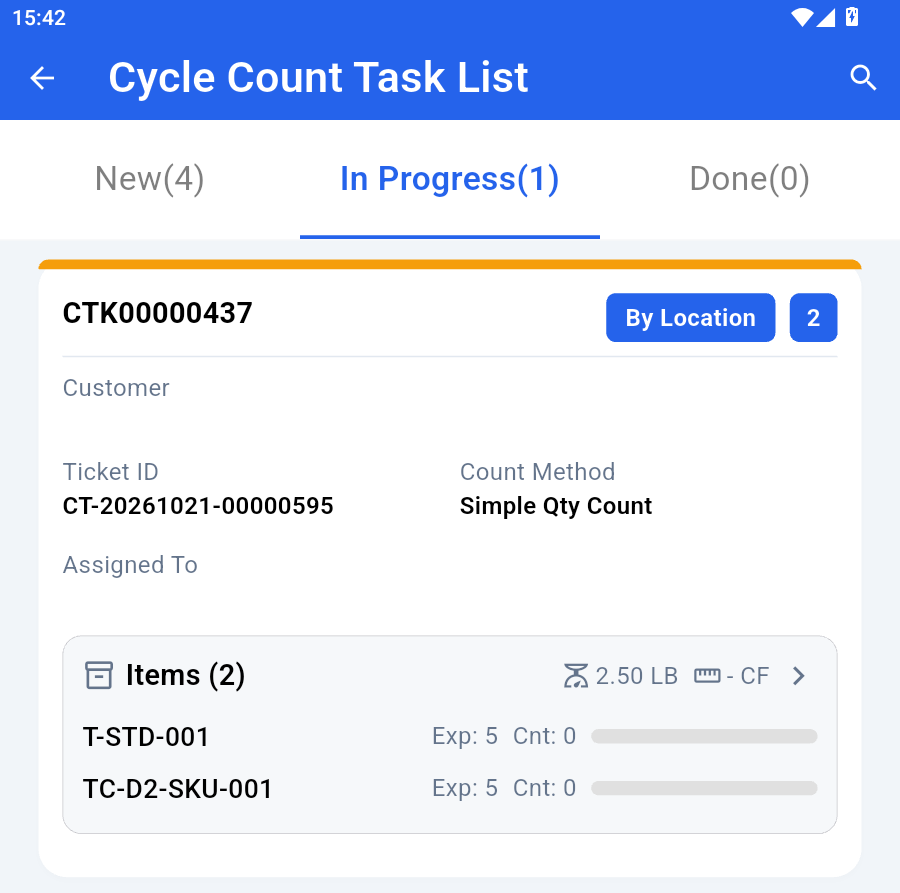 15:42
Cycle Count Task List
New(4) In Progress(1) Done(0)
CTK00000437 By Location 2
Customer
Ticket ID Count Method
CT-20261021-00000595 Simple Qty Count
Assigned To
Items (2) 2.50 LB - CF
T-STD-001 Exp: 5 Cnt: 0
TC-D2-SKU-001 Exp: 5 Cnt: 0